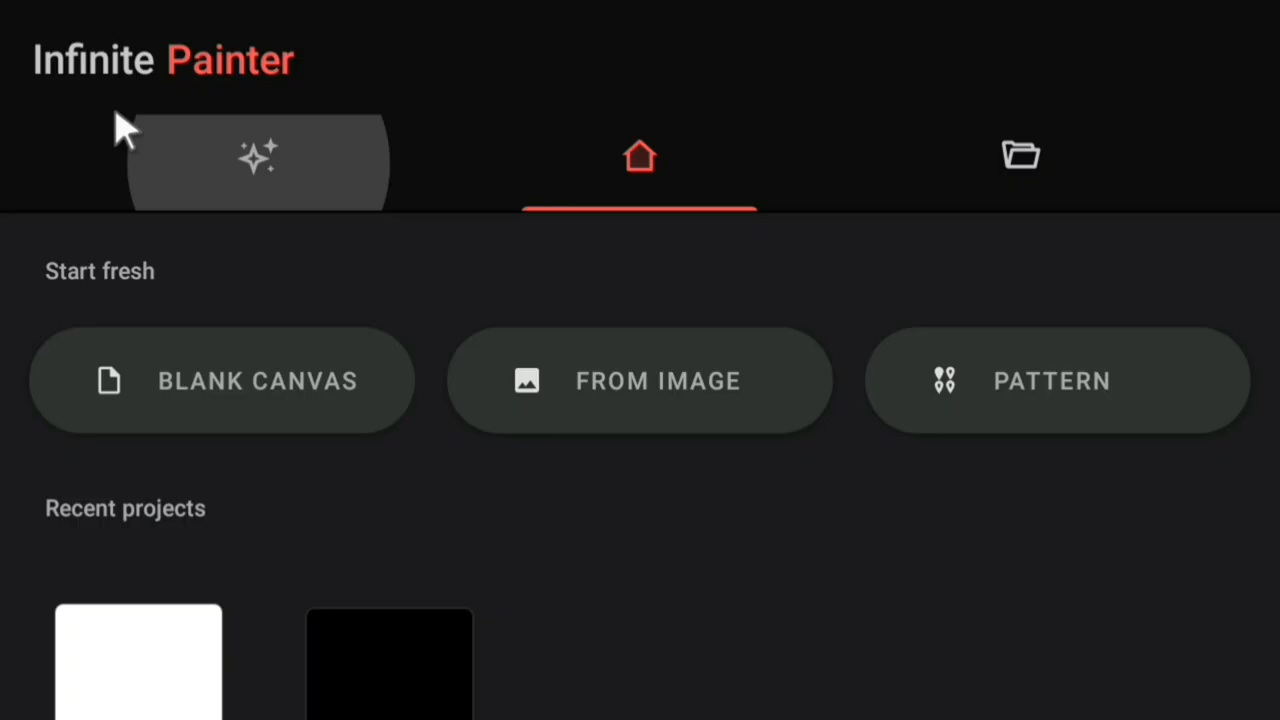 Infinite Painter
Start fresh
BLANK CANVAS
FROM IMAGE
PATTERN
Recent projects